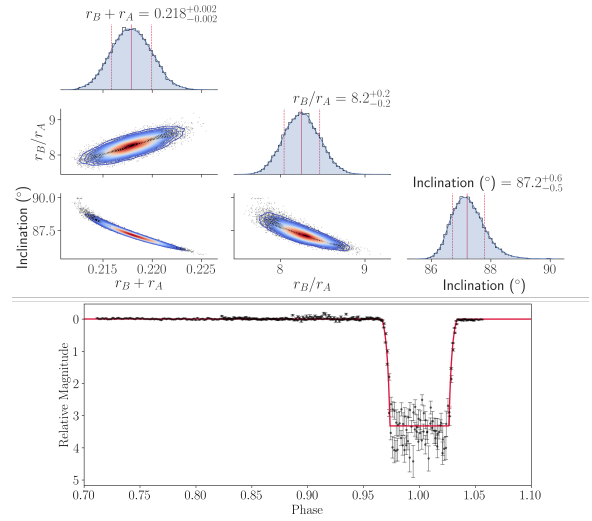 r_B + r_A = 0.218^{+0.002}_{-0.002}
r_B/r_A = 8.2^{+0.2}_{-0.2}
9
8
r_B/r_A
Inclination (°) = 87.2^{+0.6}_{-0.5}
90.0
87.5
Inclination (°)
0.215 0.220 0.225
r_B + r_A
8 9
r_B/r_A
86 88 90
Inclination (°)
0
1
2
3
4
5
Relative Magnitude
0.70 0.75 0.80 0.85 0.90 0.95 1.00 1.05 1.10
Phase